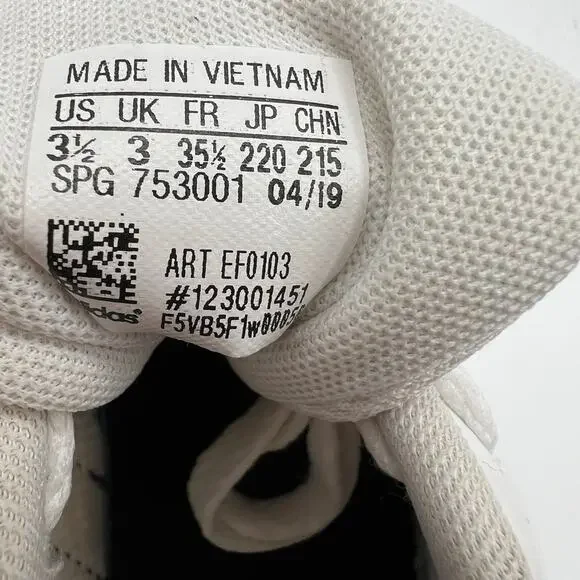 MADE IN VIETNAM
US UK FR JP CHN
3½ 3 35½ 220 215
SPG 753001 04/19
ART EF0103
#123001451